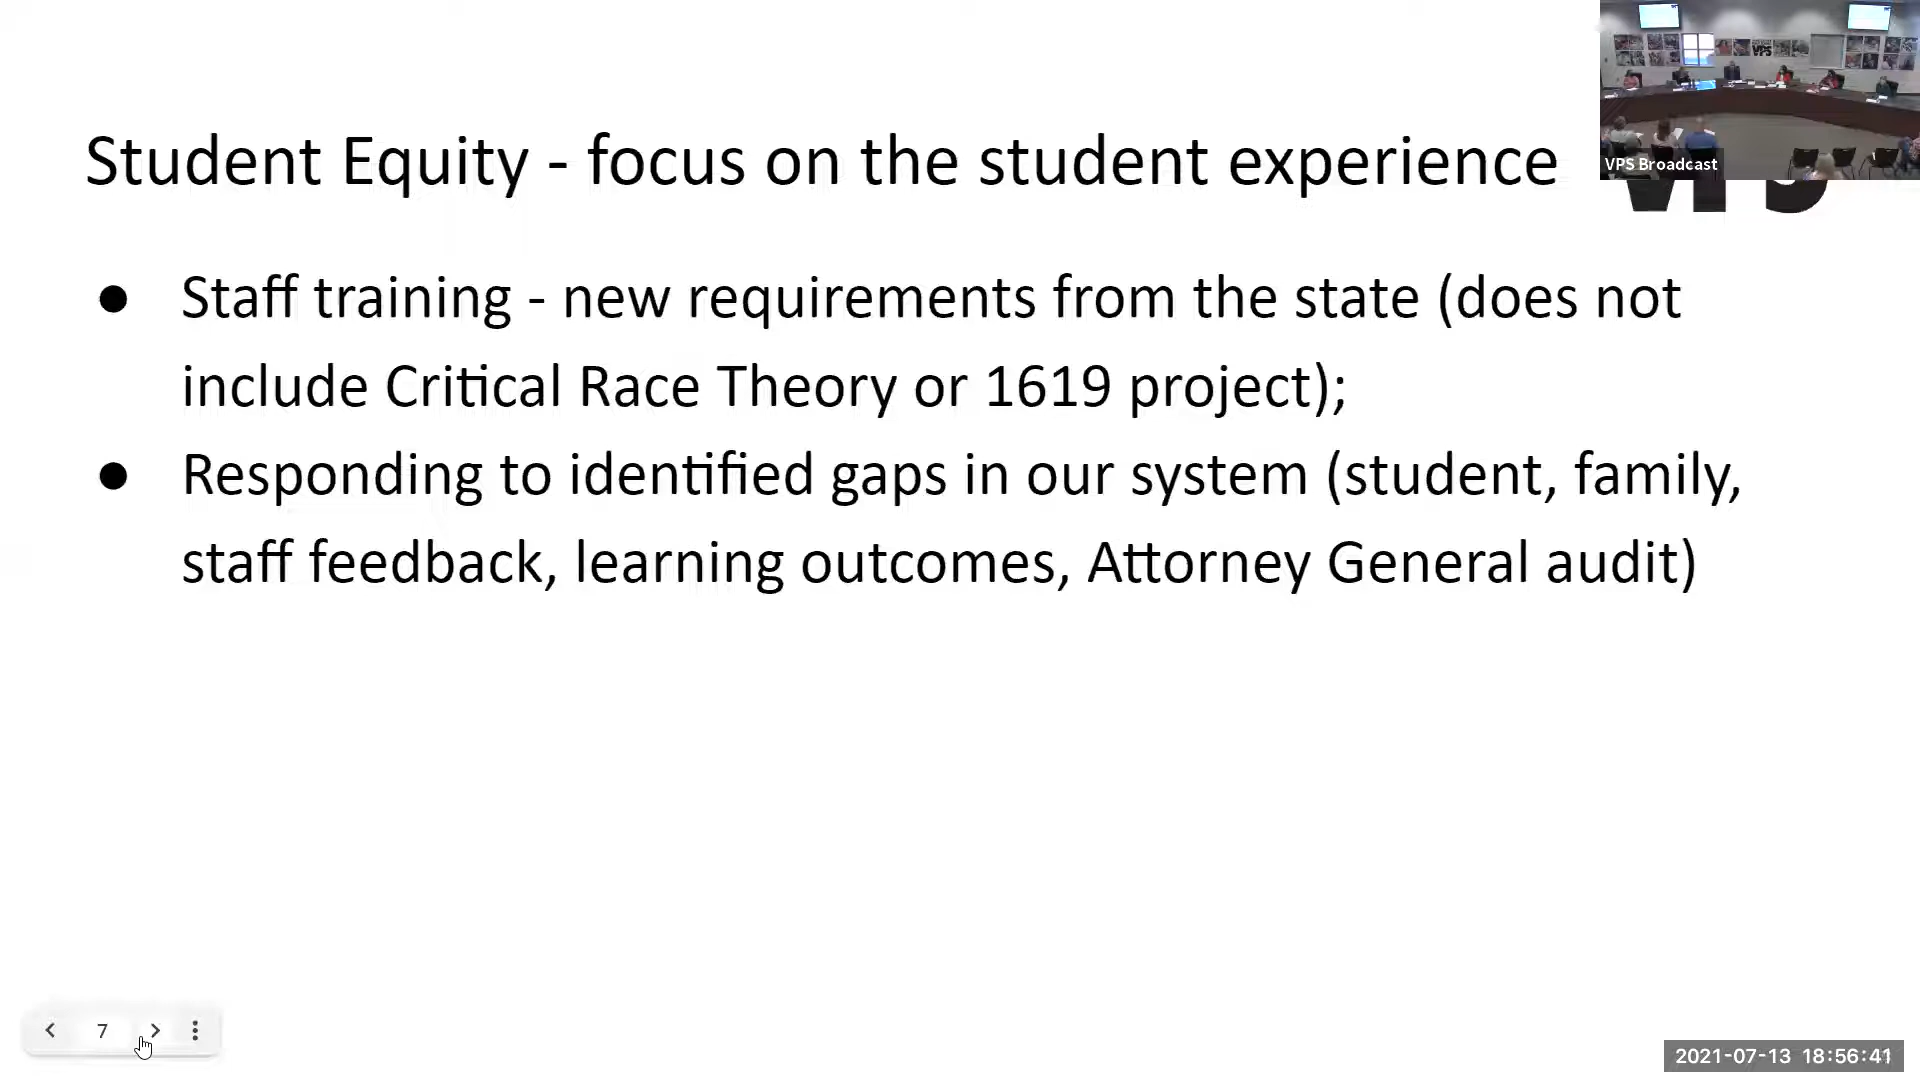 VPS
VPS Broadcast
Student Equity - focus on the student experience
VPS
● Staff training - new requirements from the state (does not
include Critical Race Theory or 1619 project);
● Responding to identified gaps in our system (student, family,
staff feedback, learning outcomes, Attorney General audit)
7
2021-07-13 18:56:41